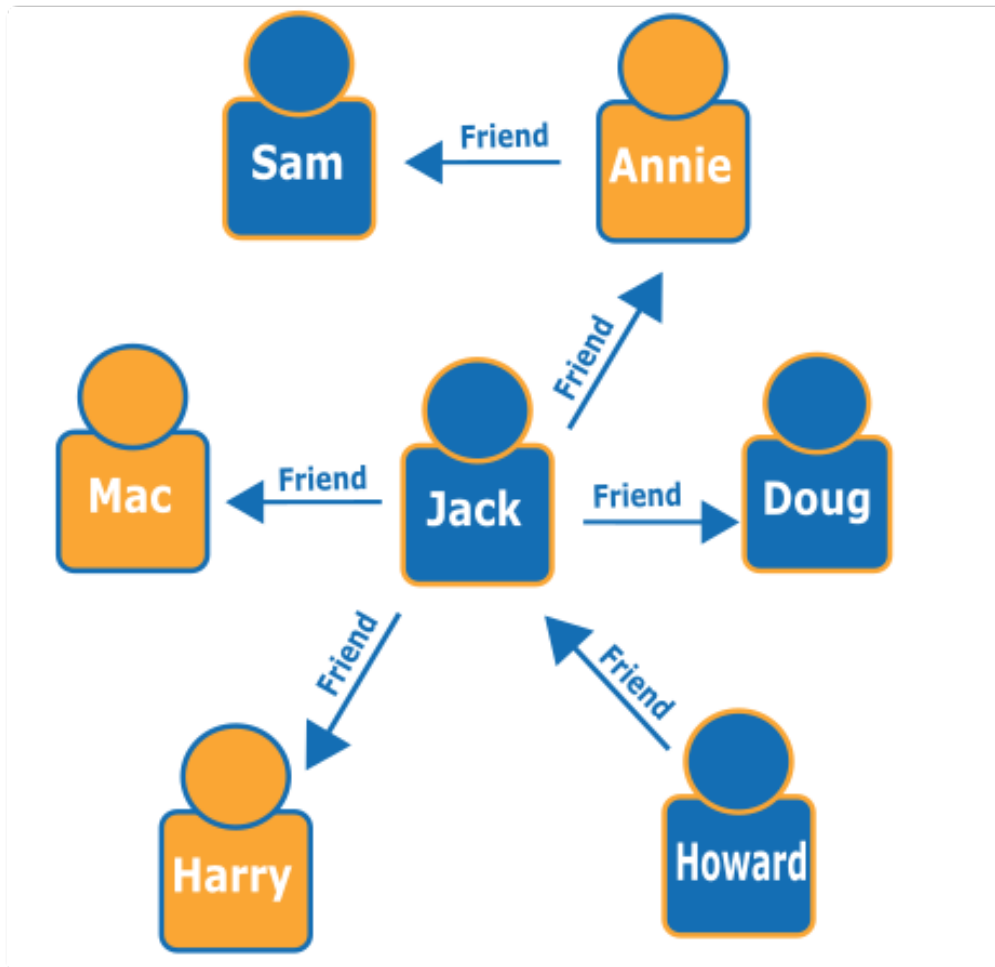 Sam
Friend
Annie
Friend
Mac
Friend
Jack
Friend
Doug
Friend
Friend
Harry
Howard